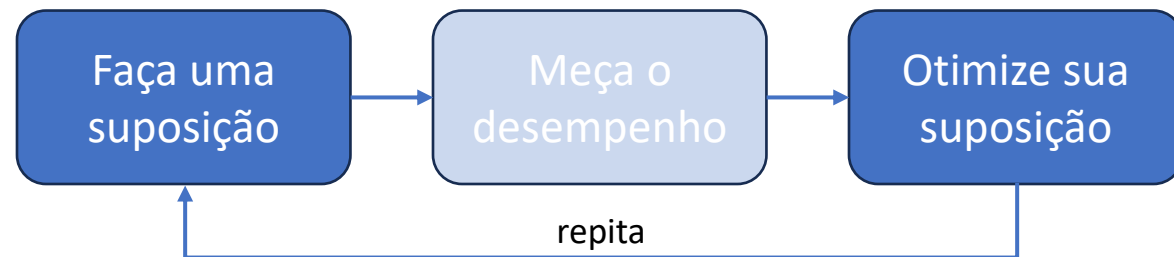 Faça uma
suposição
Meça o
desempenho
Otimize sua
suposição
repita